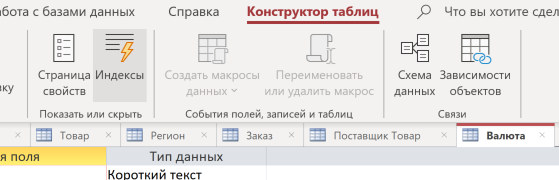 бота с базами данных Справка Конструктор таблиц Что вы хотите сдел
вку
Страница свойств
Индексы
Создать макросы данных
Переименовать или удалить макрос
Схема данных
Зависимости объектов
Показать или скрыть События полей, записей и таблиц Связи
Товар Регион Заказ Поставщик Товар Валюта
я поля Тип данных
Короткий текст